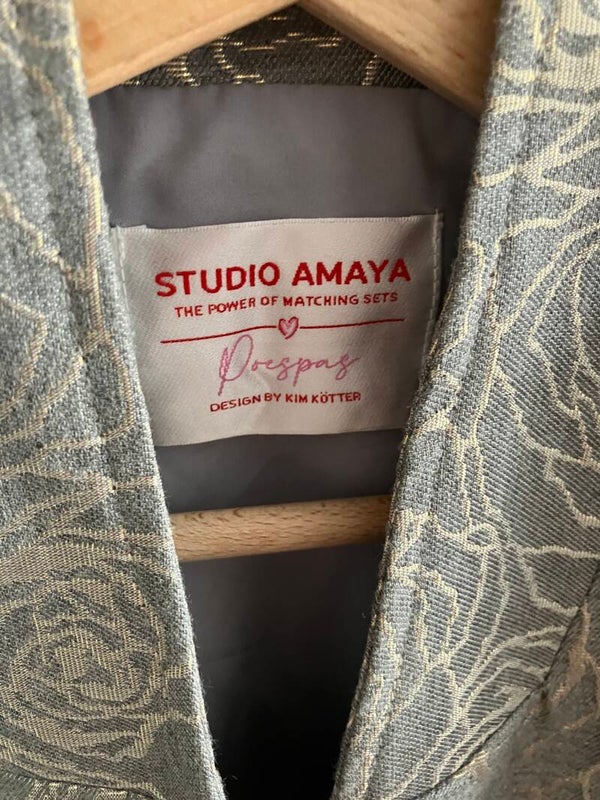 STUDIO AMAYA
THE POWER OF MATCHING SETS
Poespas
DESIGN BY KIM KÖTTER